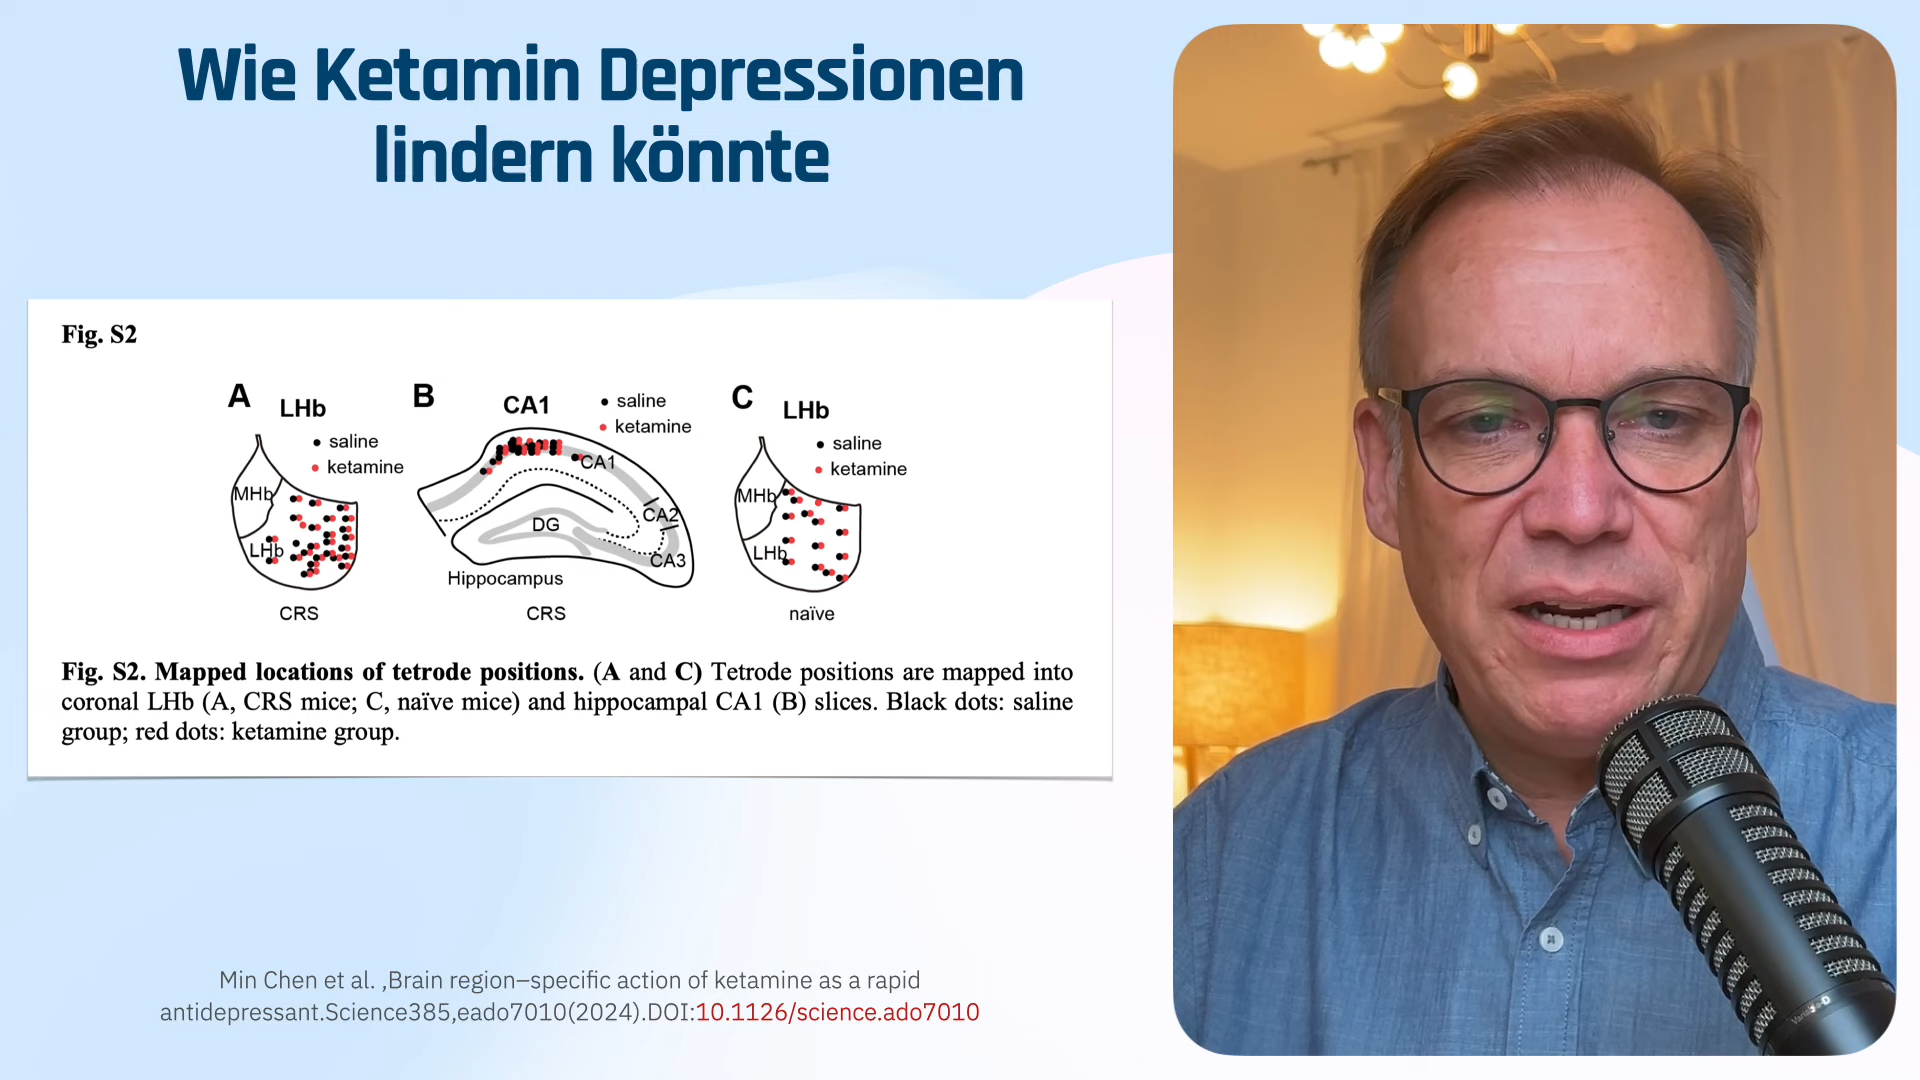 Wie Ketamin Depressionen
lindern könnte
Fig. S2
A
LHb
saline
ketamine
MHb
LHb
CRS
B
CA1
saline
ketamine
CA1
CA2
CA3
DG
Hippocampus
CRS
C
LHb
saline
ketamine
MHb
LHb
naïve
Fig. S2. Mapped locations of tetrode positions. (A and C) Tetrode positions are mapped into
coronal LHb (A, CRS mice; C, naïve mice) and hippocampal CA1 (B) slices. Black dots: saline
group; red dots: ketamine group.
Min Chen et al. ,Brain region–specific action of ketamine as a rapid
antidepressant.Science385,eado7010(2024).DOI:10.1126/science.ado7010